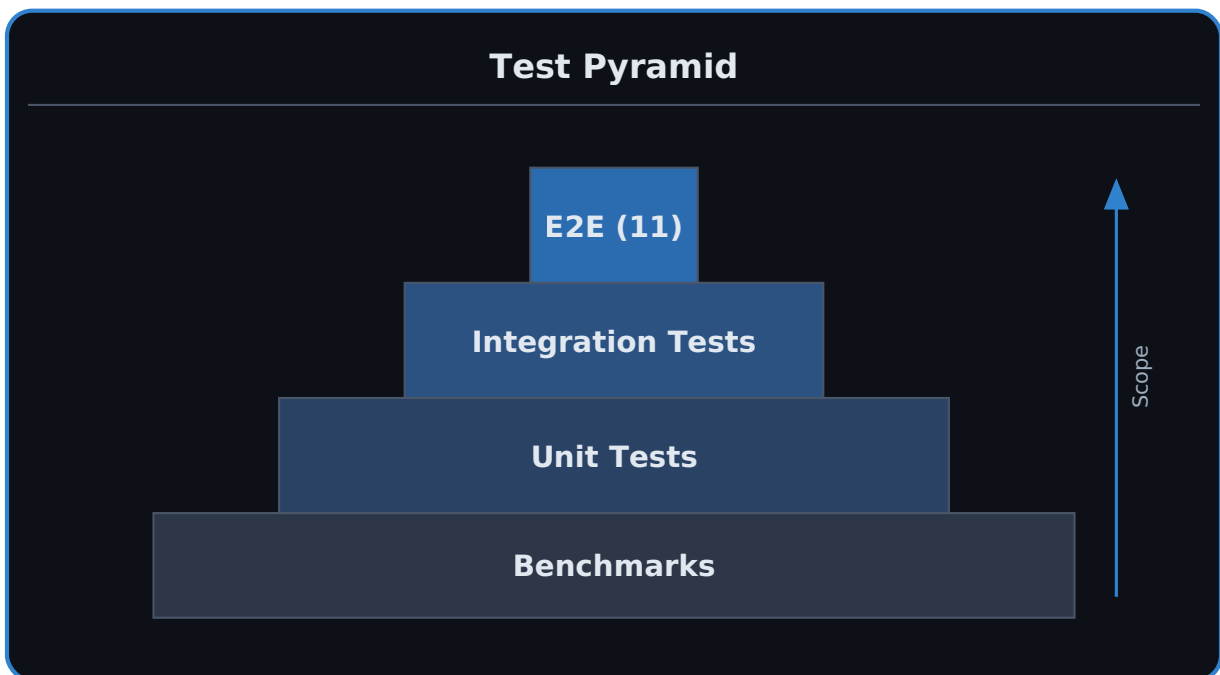 Test Pyramid
E2E (11)
Integration Tests
Scope
Unit Tests
Benchmarks